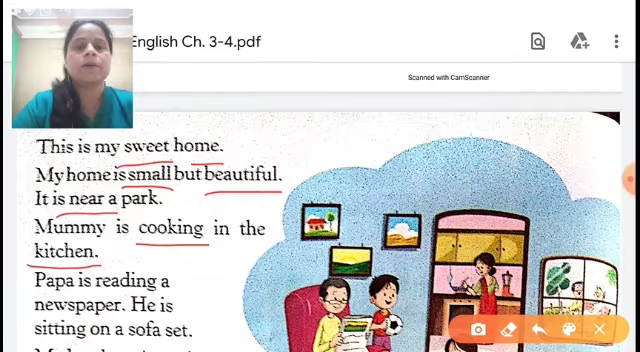 English Ch. 3-4.pdf
Scanned with CamScanner
This is my sweet home.
My home is small but beautiful.
It is near a park.
Mummy is cooking in the
kitchen.
Papa is reading a
newspaper. He is
sitting on a sofa set.